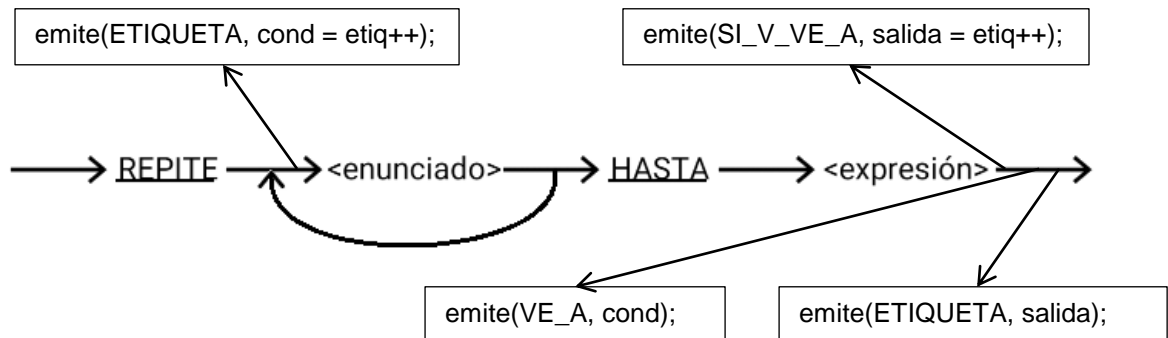 emite(ETIQUETA, cond = etiq++);
emite(SI_V_VE_A, salida = etiq++);
REPITE <enunciado> HASTA <expresión>
emite(VE_A, cond);
emite(ETIQUETA, salida);